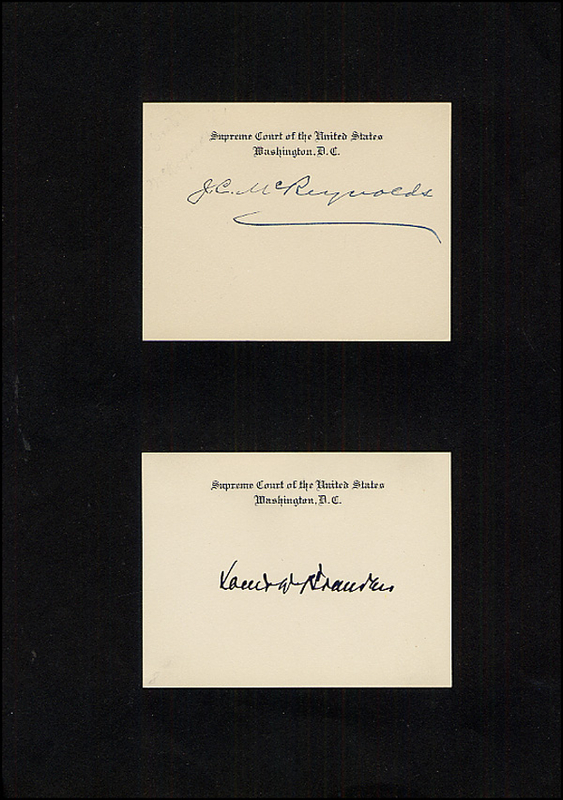 Supreme Court of the United States
Washington, D.C.
J.C. McReynolds
Supreme Court of the United States
Washington, D.C.
Louis D. Brandeis